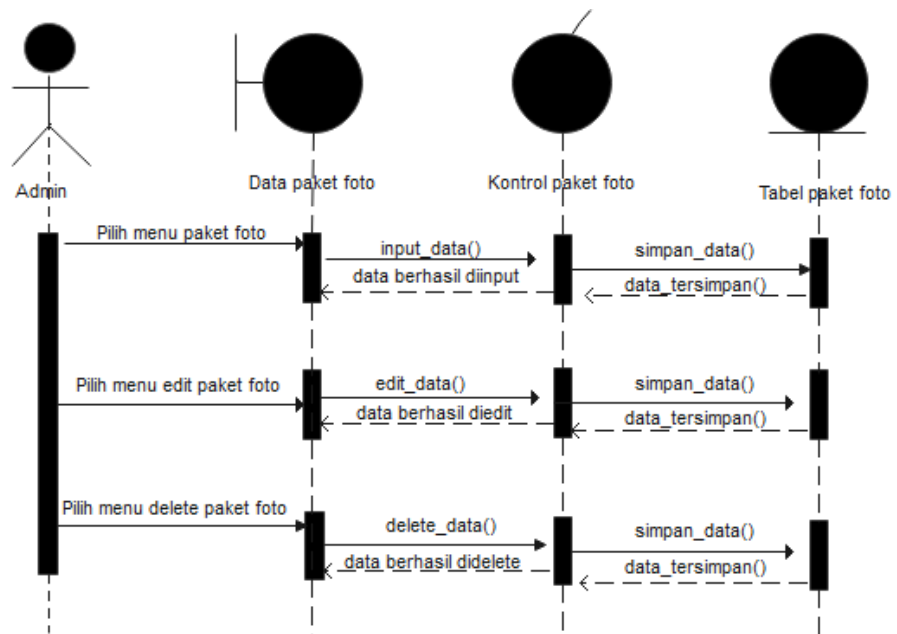 Admin
Data paket foto
Kontrol paket foto
Tabel paket foto
Pilih menu paket foto
input_data()
simpan_data()
data berhasil diinput
data_tersimpan()
Pilih menu edit paket foto
edit_data()
simpan_data()
data berhasil diedit
data_tersimpan()
Pilih menu delete paket foto
delete_data()
simpan_data()
data berhasil didelete
data_tersimpan()